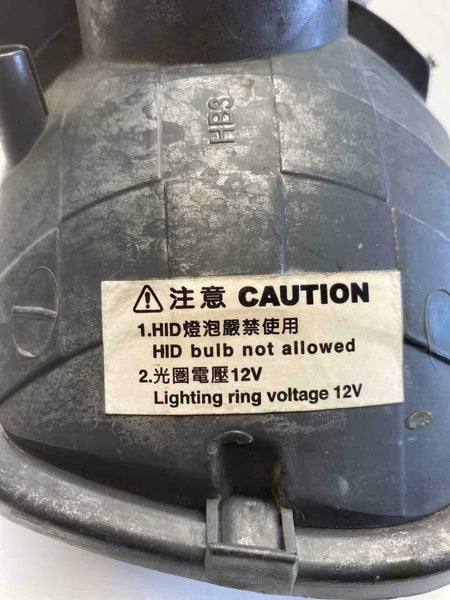 HB3
注意 CAUTION
1.HID燈泡嚴禁使用
HID bulb not allowed
2.光圈電壓12V
Lighting ring voltage 12V